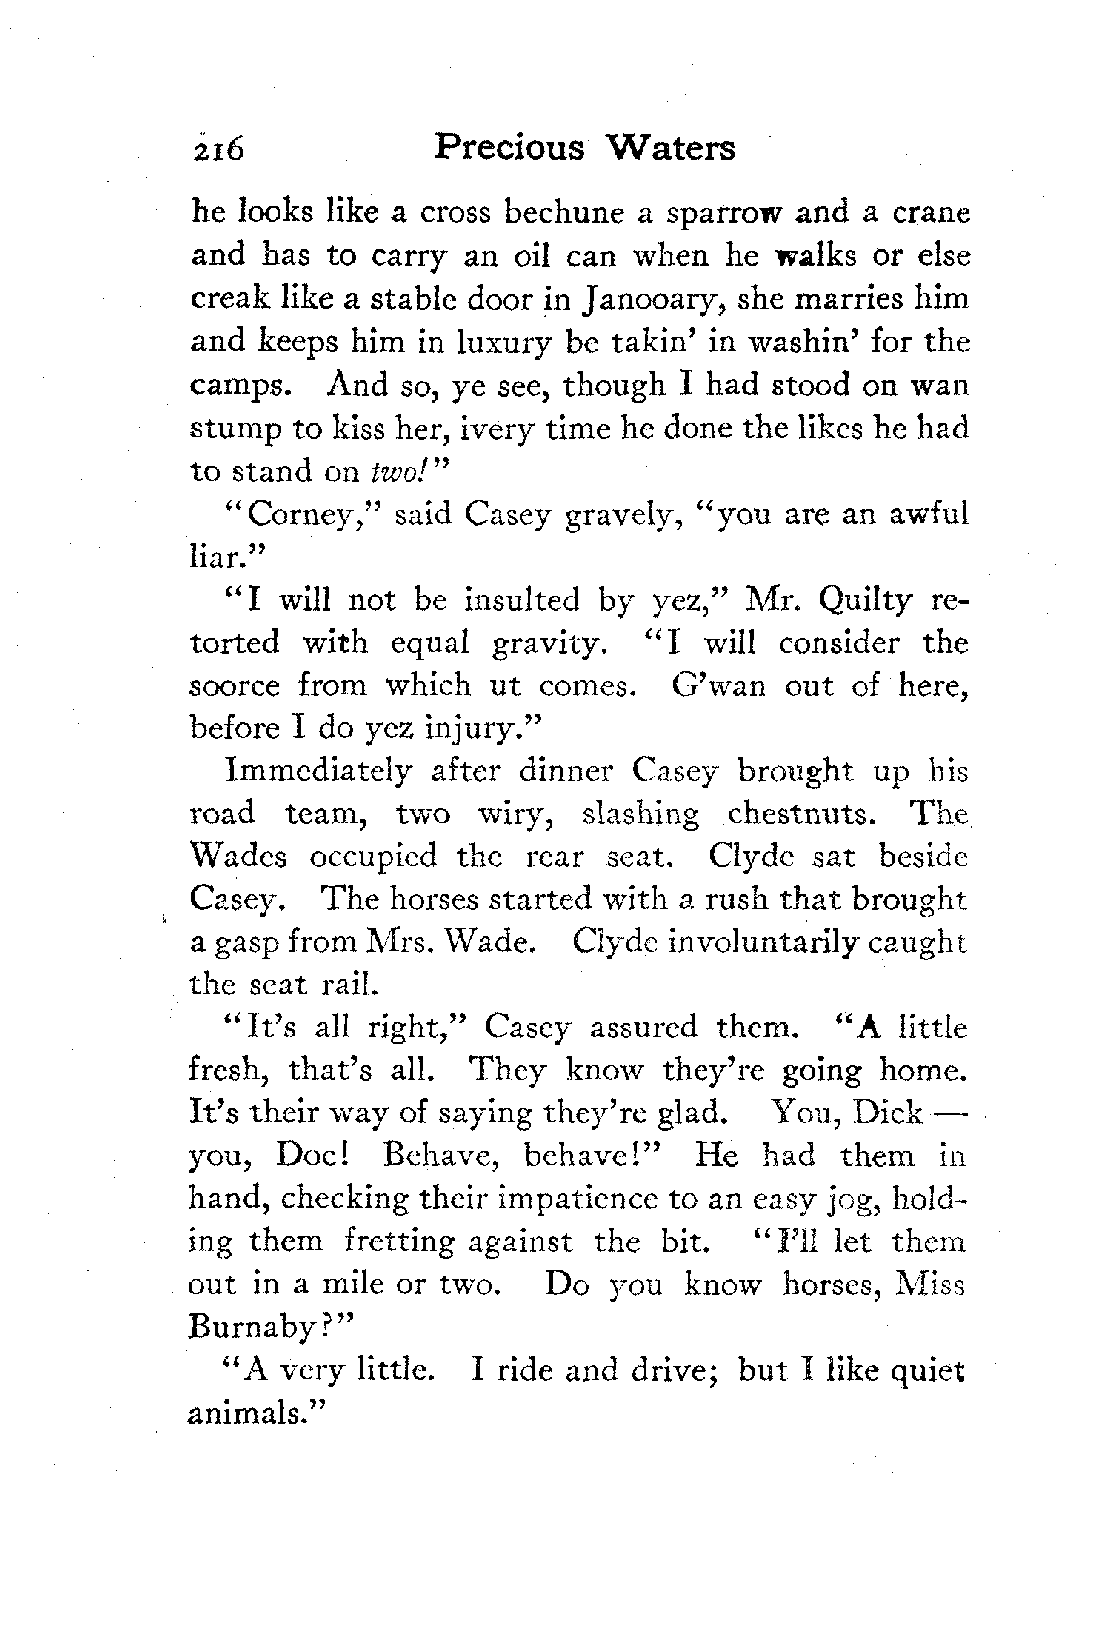 216 Precious Waters
he looks like a cross bechune a sparrow and a crane
and has to carry an oil can when he walks or else
creak like a stable door in Janooary, she marries him
and keeps him in luxury be takin' in washin' for the
camps. And so, ye see, though I had stood on wan
stump to kiss her, ivery time he done the likes he had
to stand on two!"
"Corney," said Casey gravely, "you are an awful
liar."
"I will not be insulted by yez," Mr. Quilty re-
torted with equal gravity. "I will consider the
soorce from which ut comes. G'wan out of here,
before I do yez injury."
Immediately after dinner Casey brought up his
road team, two wiry, slashing chestnuts. The
Wades occupied the rear seat. Clyde sat beside
Casey. The horses started with a rush that brought
a gasp from Mrs. Wade. Clyde involuntarily caught
the seat rail.
"It's all right," Casey assured them. "A little
fresh, that's all. They know they're going home.
It's their way of saying they're glad. You, Dick —
you, Doc! Behave, behave!" He had them in
hand, checking their impatience to an easy jog, hold-
ing them fretting against the bit. "I'll let them
out in a mile or two. Do you know horses, Miss
Burnaby?"
"A very little. I ride and drive; but I like quiet
animals."